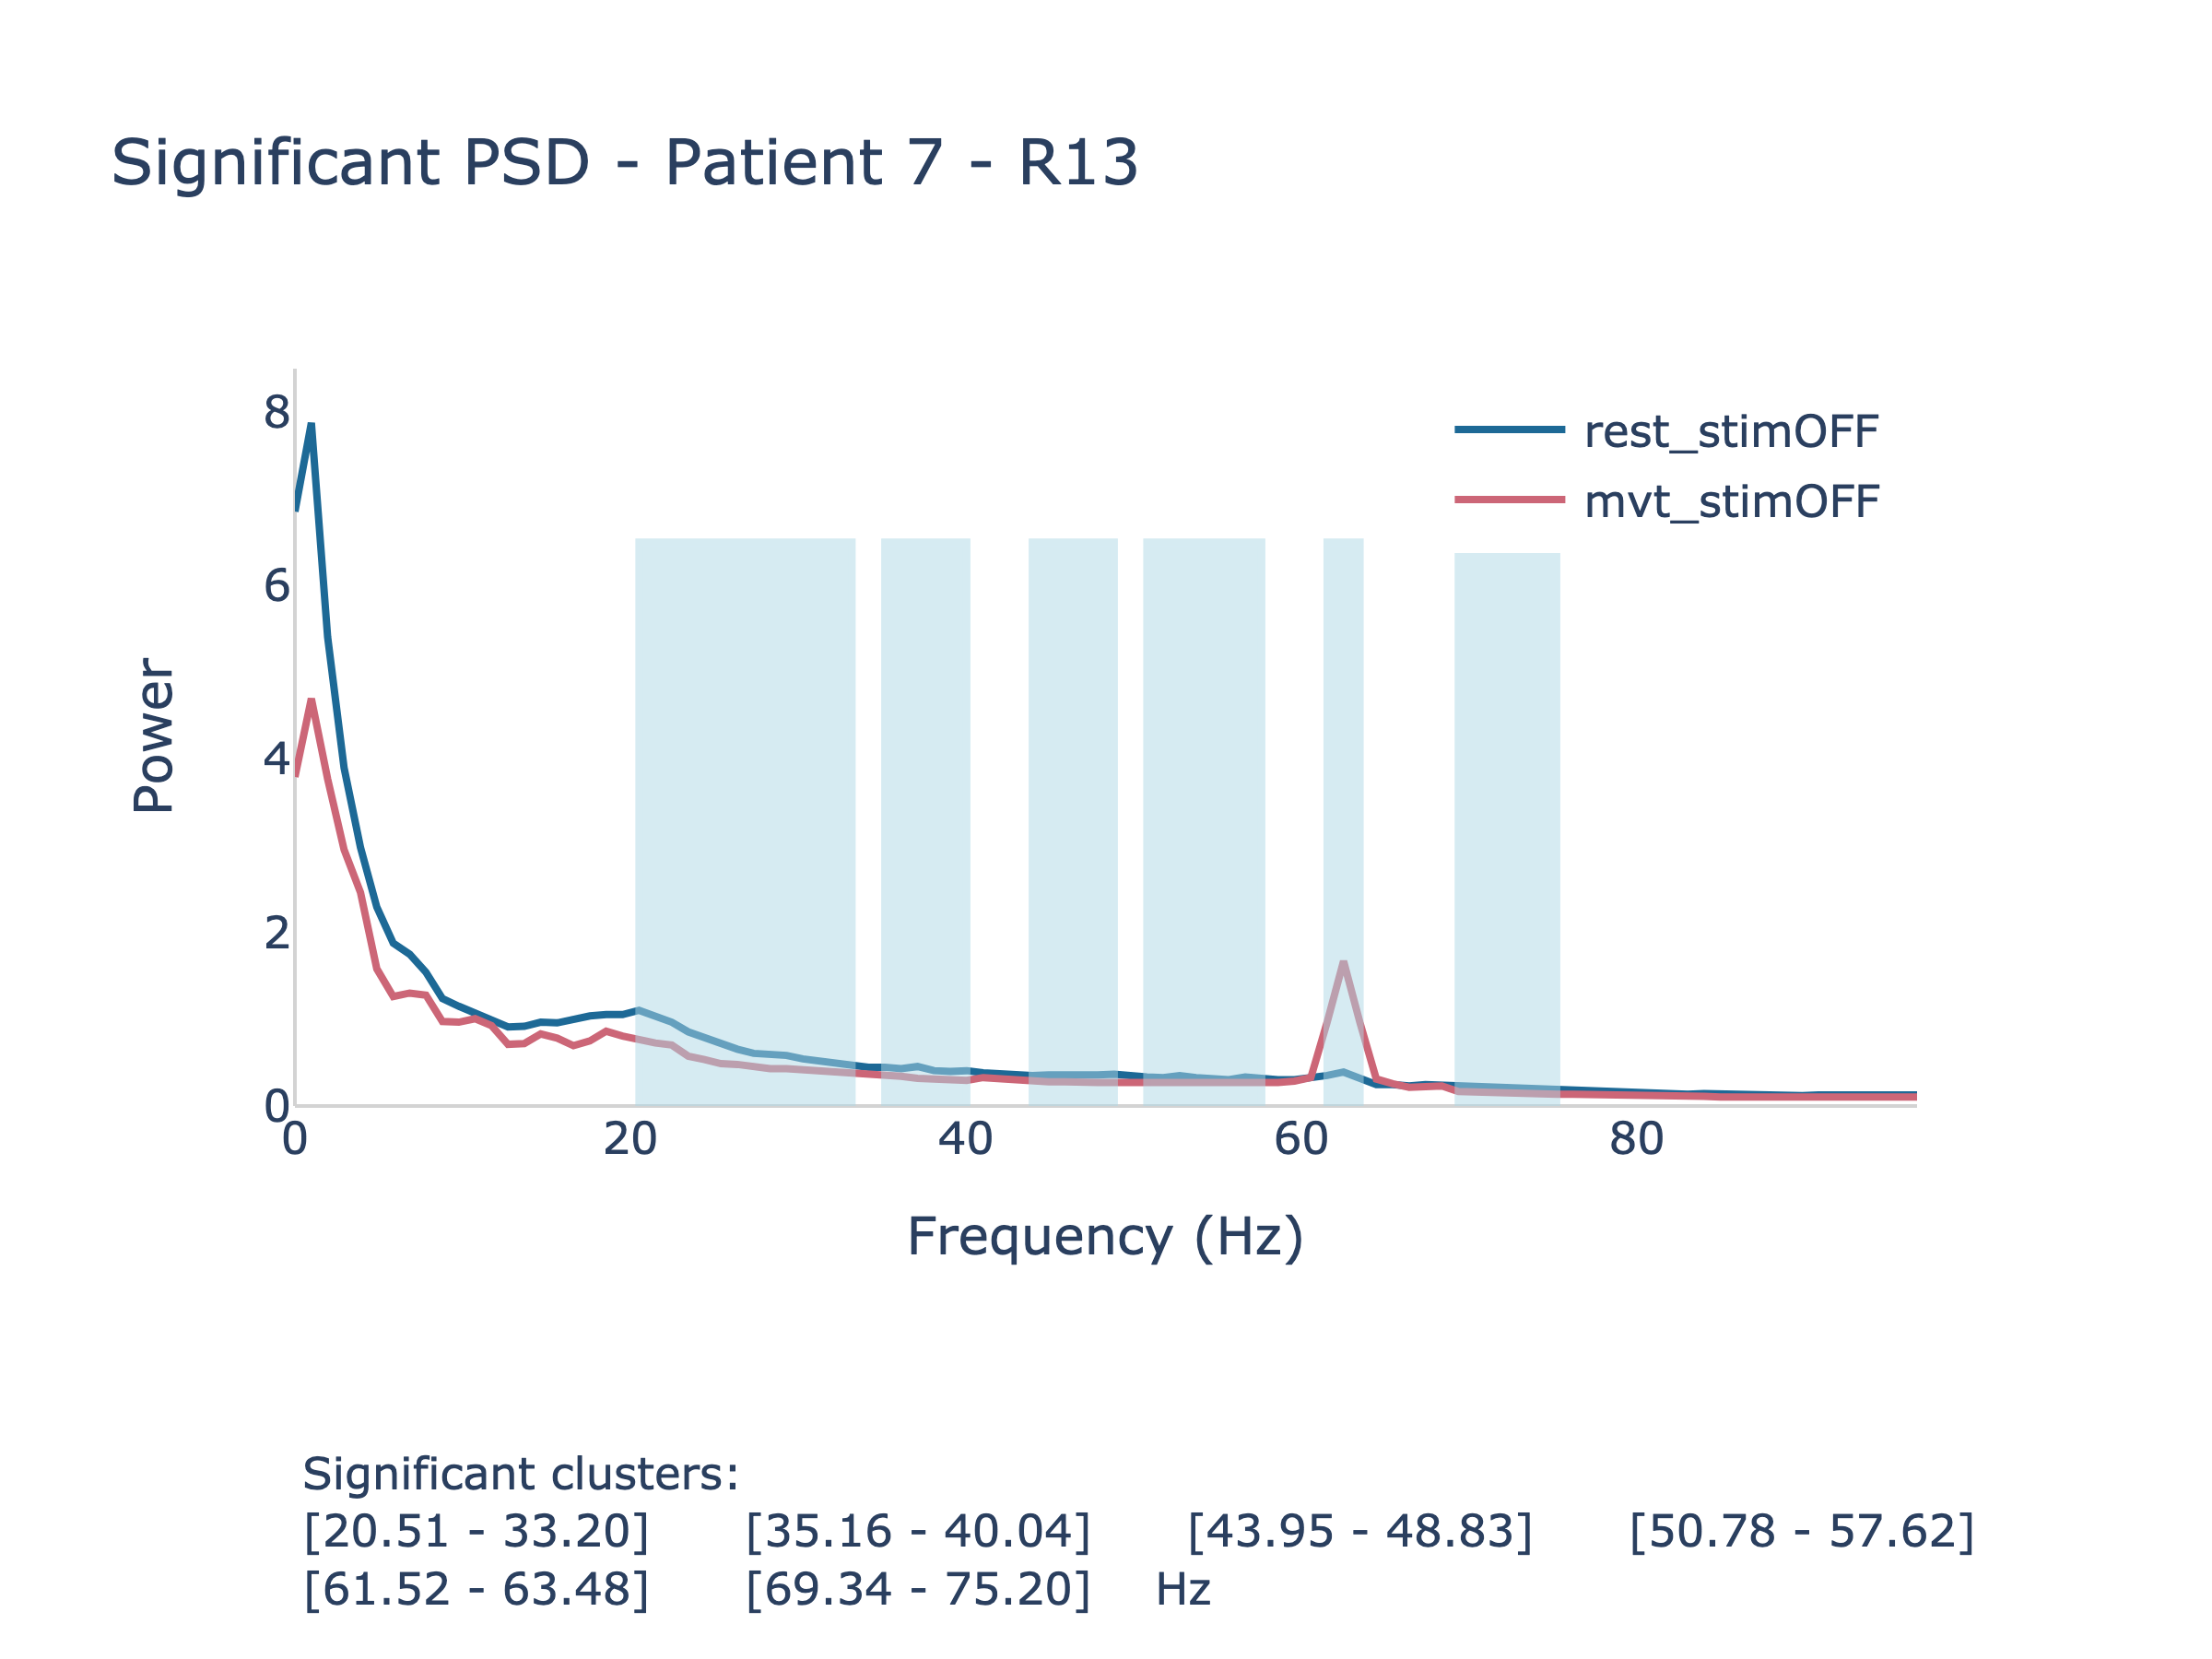 Significant PSD - Patient 7 - R13
rest_stimOFF
mvt_stimOFF
8
6
4
2
0
Power
0 20 40 60 80
Frequency (Hz)
Significant clusters:
[20.51 - 33.20] [35.16 - 40.04] [43.95 - 48.83] [50.78 - 57.62]
[61.52 - 63.48] [69.34 - 75.20] Hz